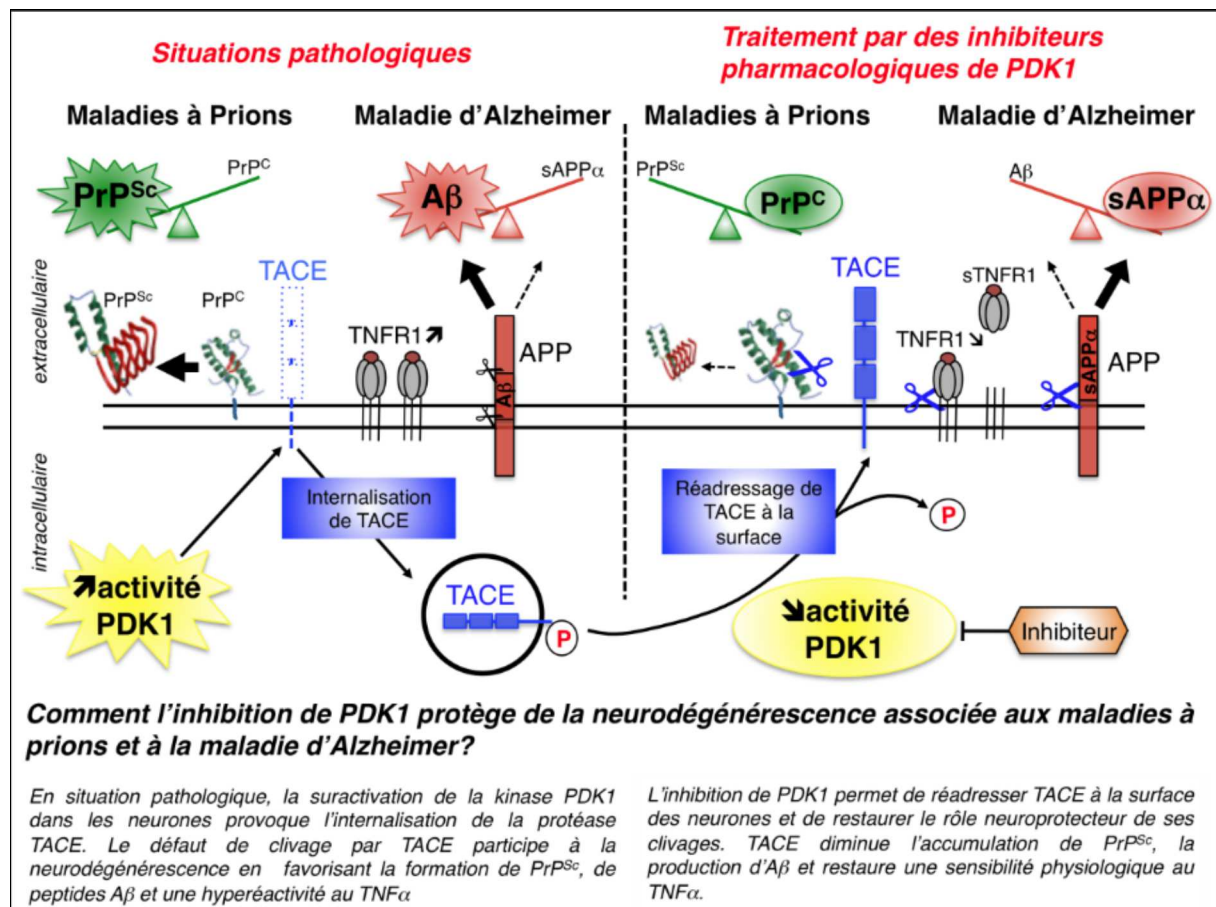 Situations pathologiques
Traitement par des inhibiteurs
pharmacologiques de PDK1
Maladies à Prions
Maladie d'Alzheimer
Maladies à Prions
Maladie d'Alzheimer
PrPSc
PrPC
Aβ
sAPPα
PrPSc
PrPC
Aβ
sAPPα
extracellulaire
TACE
PrPSc
PrPC
TNFR1
APP
Aβ
TACE
sTNFR1
TNFR1
APP
sAPPα
intracellulaire
Internalisation
de TACE
Réadressage de
TACE à la
surface
P
activité
PDK1
TACE
P
activité
PDK1
Inhibiteur
Comment l'inhibition de PDK1 protège de la neurodégénérescence associée aux maladies à
prions et à la maladie d'Alzheimer?
En situation pathologique, la suractivation de la kinase PDK1
dans les neurones provoque l'internalisation de la protéase
TACE. Le défaut de clivage par TACE participe à la
neurodégénérescence en favorisant la formation de PrPSc, de
peptides Aβ et une hyperéactivité au TNFα
L'inhibition de PDK1 permet de réadresser TACE à la surface
des neurones et de restaurer le rôle neuroprotecteur de ses
clivages. TACE diminue l'accumulation de PrPSc, la
production d'Aβ et restaure une sensibilité physiologique au
TNFα.